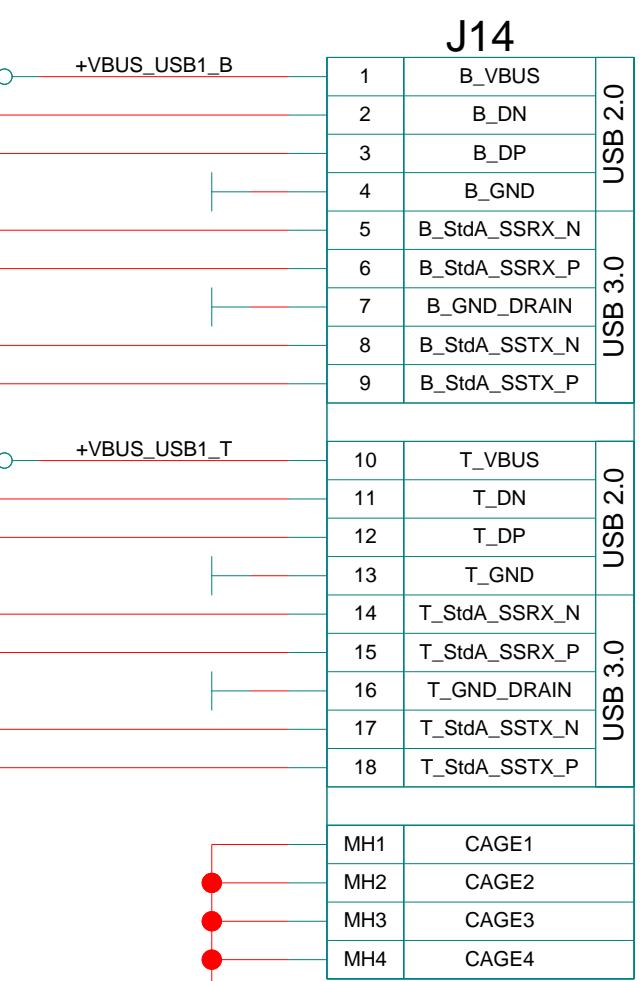 J14
+VBUS_USB1_B
1 B_VBUS
2 B_DN
3 B_DP
4 B_GND
USB 2.0
5 B_StdA_SSRX_N
6 B_StdA_SSRX_P
7 B_GND_DRAIN
8 B_StdA_SSTX_N
9 B_StdA_SSTX_P
USB 3.0
+VBUS_USB1_T
10 T_VBUS
11 T_DN
12 T_DP
13 T_GND
USB 2.0
14 T_StdA_SSRX_N
15 T_StdA_SSRX_P
16 T_GND_DRAIN
17 T_StdA_SSTX_N
18 T_StdA_SSTX_P
USB 3.0
MH1 CAGE1
MH2 CAGE2
MH3 CAGE3
MH4 CAGE4